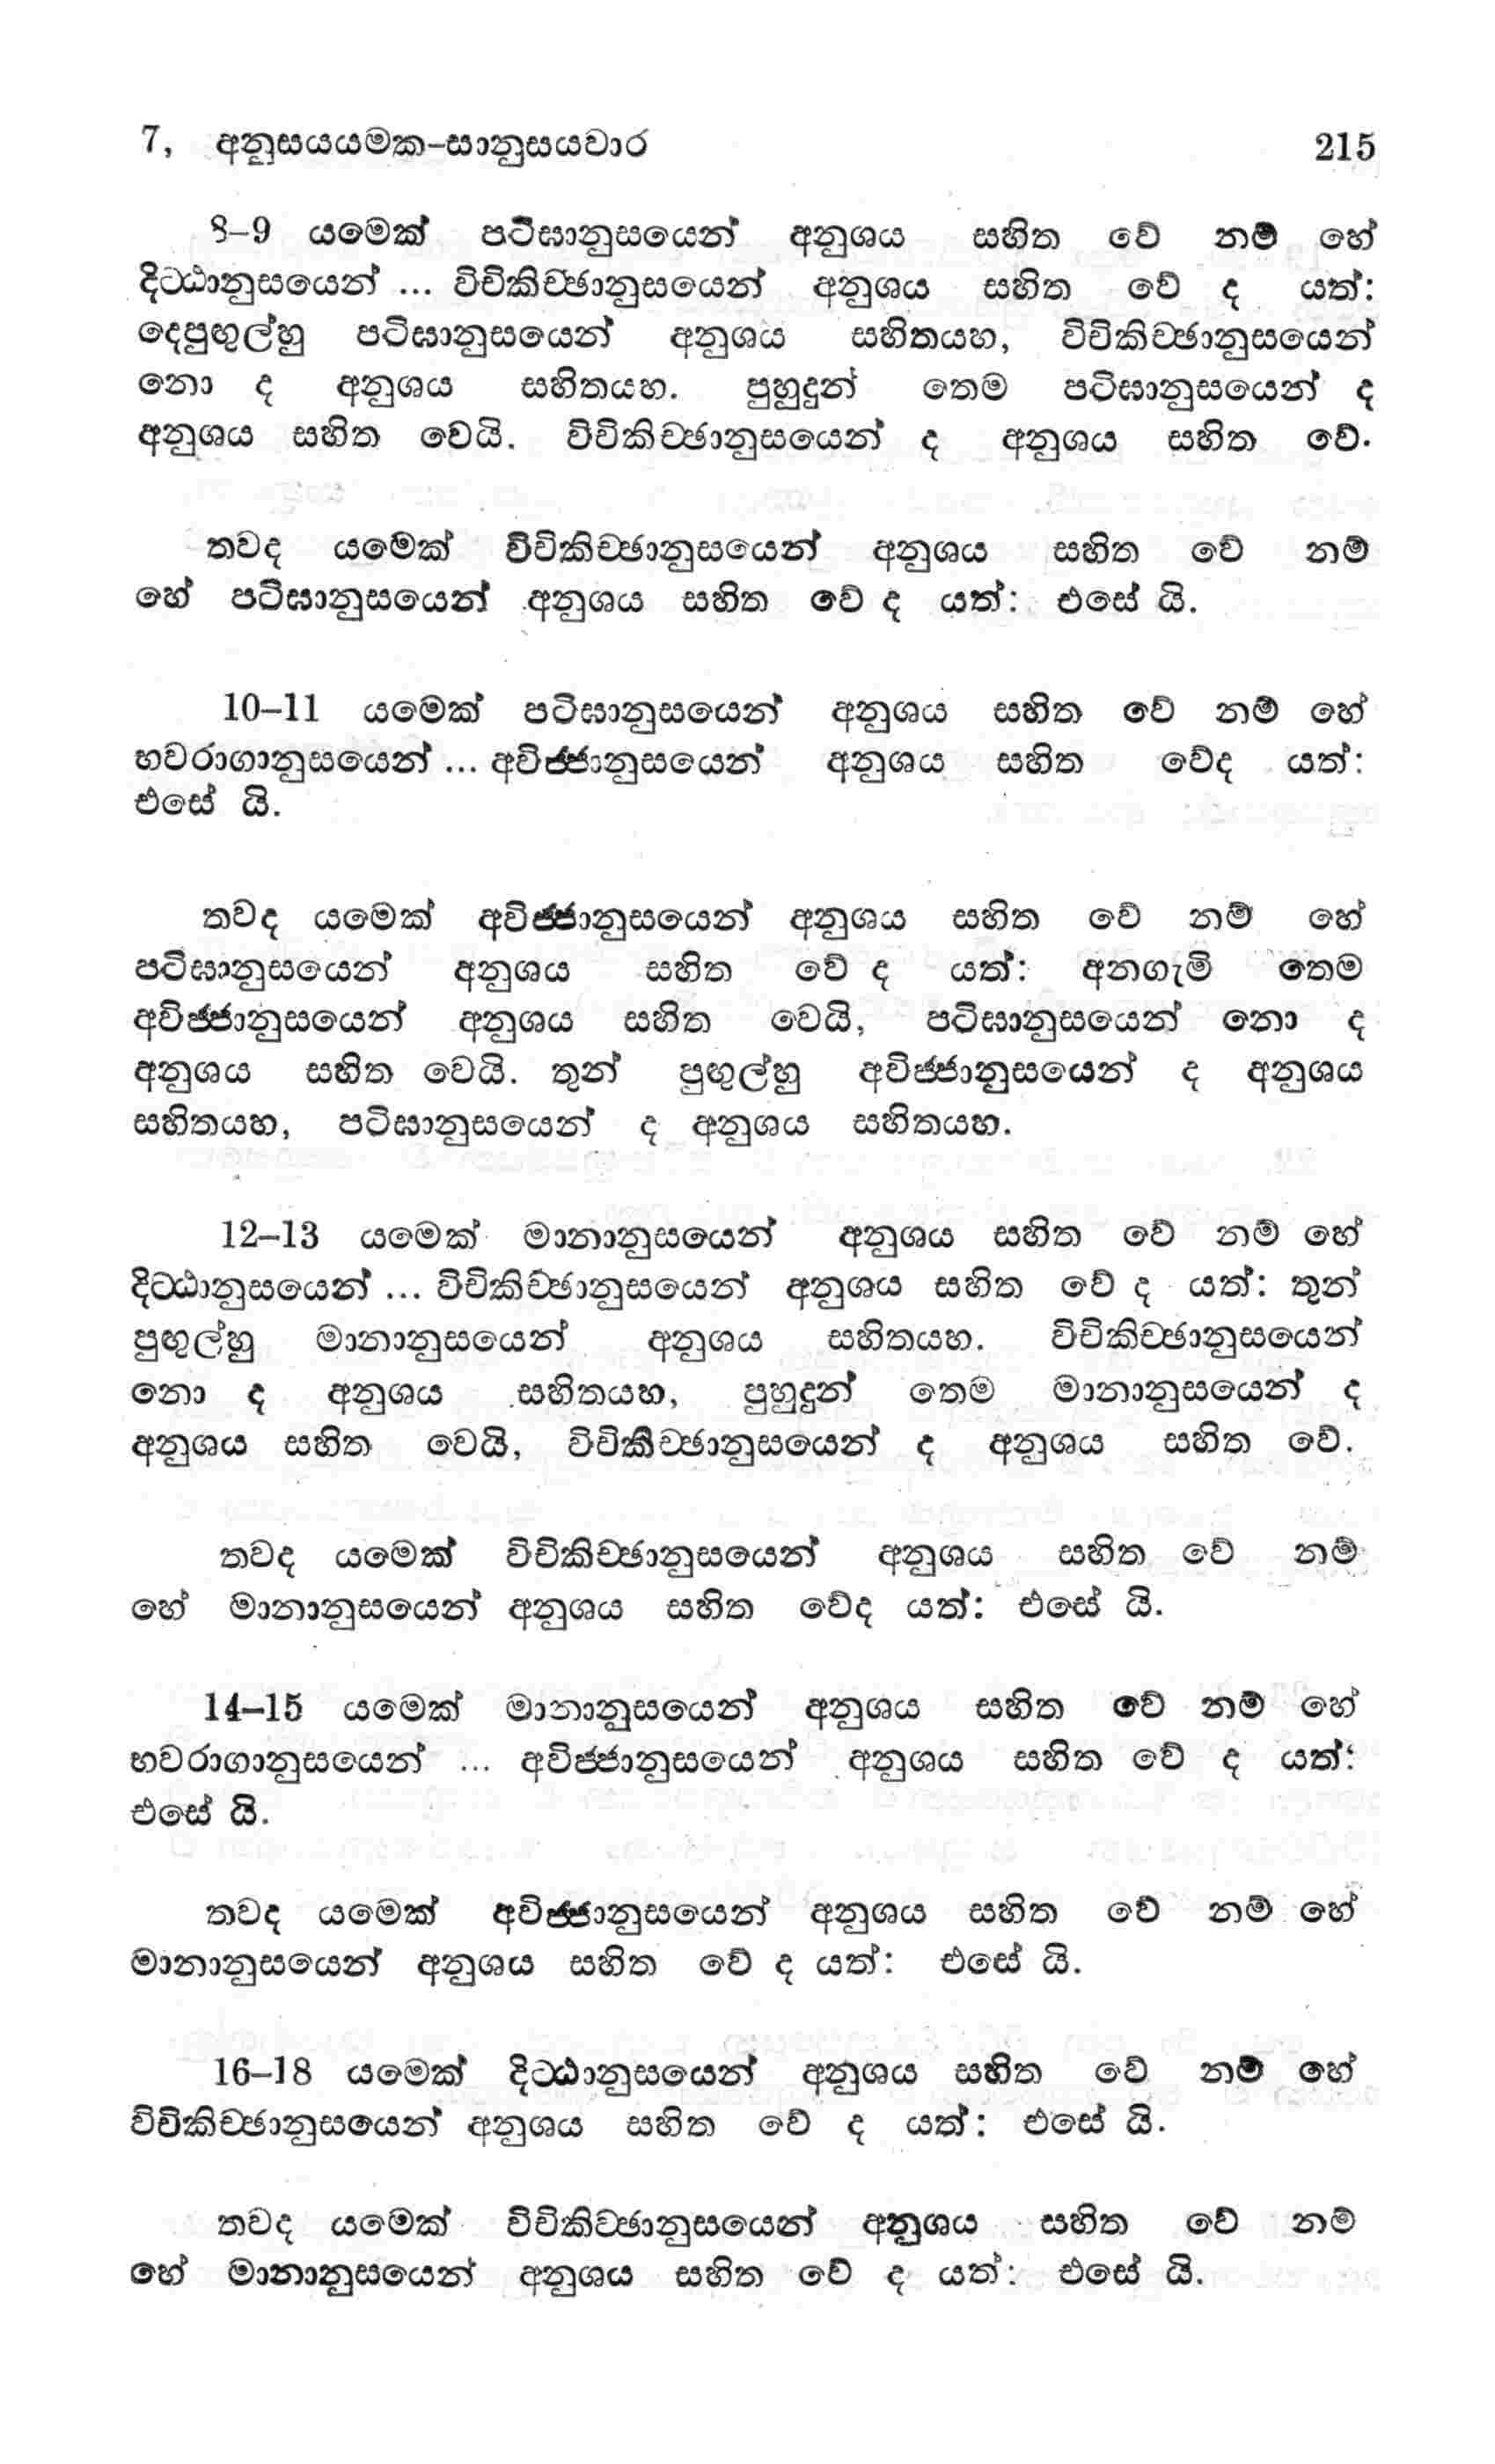 7, අනුසයයමක–සානුසයවාර 215
8–9 යමෙක් පටිඝානුසයෙන් අනුශය සහිත වේ නම් හේ
දිට්ඨානුසයෙන් ... විචිකිච්ඡානුසයෙන් අනුශය සහිත වේ ද යත්:
දෙපුඟුල්හු පටිඝානුසයෙන් අනුශය සහිතයහ, විචිකිච්ඡානුසයෙන්
නො ද අනුශය සහිතයහ. පුහුදුන් තෙම පටිඝානුසයෙන් ද
අනුශය සහිත වෙයි. විචිකිච්ඡානුසයෙන් ද අනුශය සහිත වේ.
තවද යමෙක් විචිකිච්ඡානුසයෙන් අනුශය සහිත වේ නම්
හේ පටිඝානුසයෙන් අනුශය සහිත වේ ද යත්: එසේ යි.
10–11 යමෙක් පටිඝානුසයෙන් අනුශය සහිත වේ නම් හේ
භවරාගානුසයෙන් ... අවිජ්ජානුසයෙන් අනුශය සහිත වේද යත්:
එසේ යි.
තවද යමෙක් අවිජ්ජානුසයෙන් අනුශය සහිත වේ නම් හේ
පටිඝානුසයෙන් අනුශය සහිත වේ ද යත්: අනගැමි තෙම
අවිජ්ජානුසයෙන් අනුශය සහිත වෙයි, පටිඝානුසයෙන් නො ද
අනුශය සහිත වෙයි. තුන් පුඟුල්හු අවිජ්ජානුසයෙන් ද අනුශය
සහිතයහ, පටිඝානුසයෙන් ද අනුශය සහිතයහ.
12–13 යමෙක් මානානුසයෙන් අනුශය සහිත වේ නම් හේ
දිට්ඨානුසයෙන් ... විචිකිච්ඡානුසයෙන් අනුශය සහිත වේ ද යත්: තුන්
පුඟුල්හු මානානුසයෙන් අනුශය සහිතයහ. විචිකිච්ඡානුසයෙන්
නො ද අනුශය සහිතයහ, පුහුදුන් තෙම මානානුසයෙන් ද
අනුශය සහිත වෙයි, විචිකිච්ඡානුසයෙන් ද අනුශය සහිත වේ.
තවද යමෙක් විචිකිච්ඡානුසයෙන් අනුශය සහිත වේ නම්
හේ මානානුසයෙන් අනුශය සහිත වේද යත්: එසේ යි.
14–15 යමෙක් මානානුසයෙන් අනුශය සහිත වේ නම් හේ
භවරාගානුසයෙන් ... අවිජ්ජානුසයෙන් අනුශය සහිත වේ ද යත්:
එසේ යි.
තවද යමෙක් අවිජ්ජානුසයෙන් අනුශය සහිත වේ නම් හේ
මානානුසයෙන් අනුශය සහිත වේ ද යත්: එසේ යි.
16–18 යමෙක් දිට්ඨානුසයෙන් අනුශය සහිත වේ නම් හේ
විචිකිච්ඡානුසයෙන් අනුශය සහිත වේ ද යත්: එසේ යි.
තවද යමෙක් විචිකිච්ඡානුසයෙන් අනුශය සහිත වේ නම්
හේ මානානුසයෙන් අනුශය සහිත වේ ද යත්: එසේ යි.